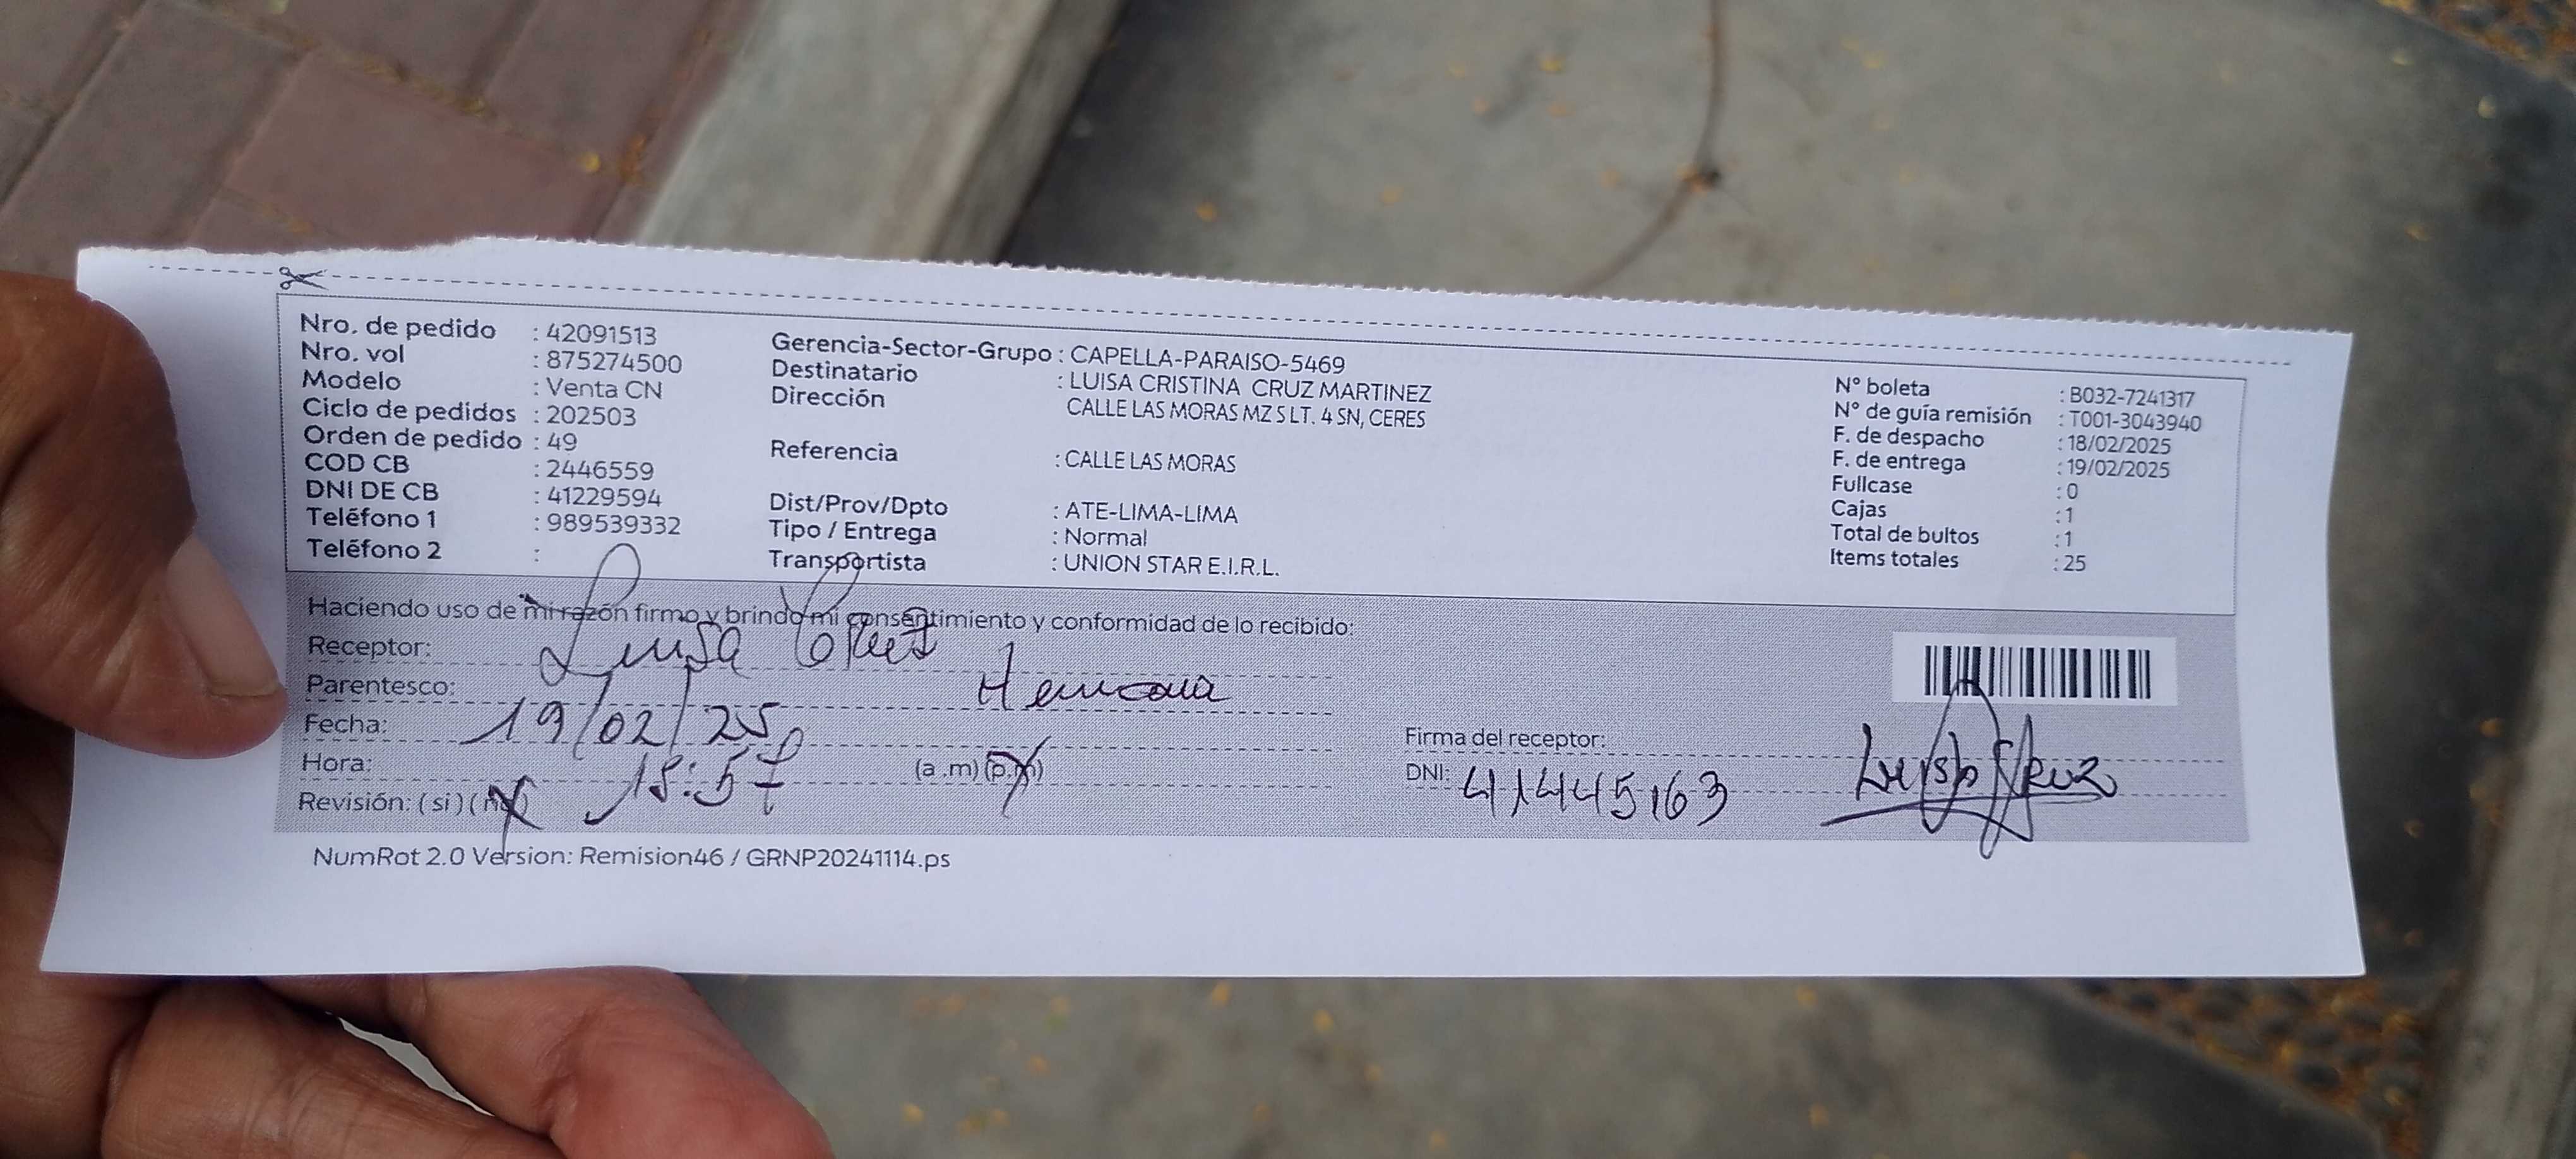 Nro. de pedido : 42091513
Nro. vol : 875274500
Modelo : Venta CN
Ciclo de pedidos : 202503
Orden de pedido : 49
COD CB : 2446559
DNI DE CB : 41229594
Teléfono 1 : 989539332
Teléfono 2 :
Gerencia-Sector-Grupo : CAPELLA-PARAISO-5469
Destinatario : LUISA CRISTINA CRUZ MARTINEZ
Dirección CALLE LAS MORAS MZ S LT. 4 SN, CERES
Referencia : CALLE LAS MORAS
Dist/Prov/Dpto : ATE-LIMA-LIMA
Tipo / Entrega : Normal
Transportista : UNION STAR E.I.R.L.
N° boleta : B032-7241317
N° de guía remisión : T001-3043940
F. de despacho : 18/02/2025
F. de entrega : 19/02/2025
Fullcase : 0
Cajas : 1
Total de bultos : 1
Items totales : 25
Haciendo uso de mi razón firmo y brindo mi consentimiento y conformidad de lo recibido:
Receptor: Luisa Cruz
Parentesco: Hermana
Fecha: 19/02/25
Hora: (a.m) (p.m)
Revisión: (si) (no)
Firma del receptor: Luisa Cruz
DNI: 41445163
NumRot 2.0 Version: Remision46 / GRNP20241114.ps